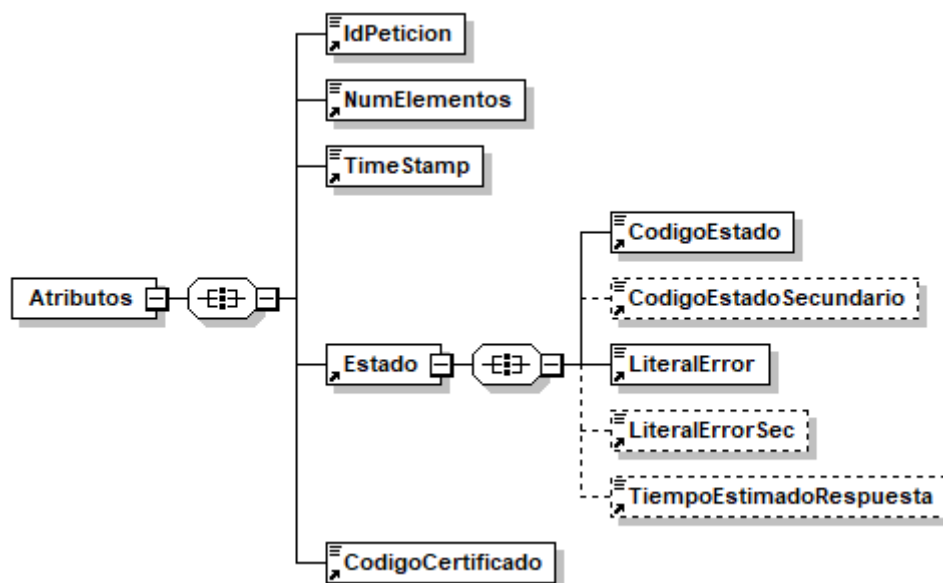 IdPeticion
NumElementos
TimeStamp
Atributos
Estado
CodigoEstado
CodigoEstadoSecundario
LiteralError
LiteralErrorSec
TiempoEstimadoRespuesta
CodigoCertificado